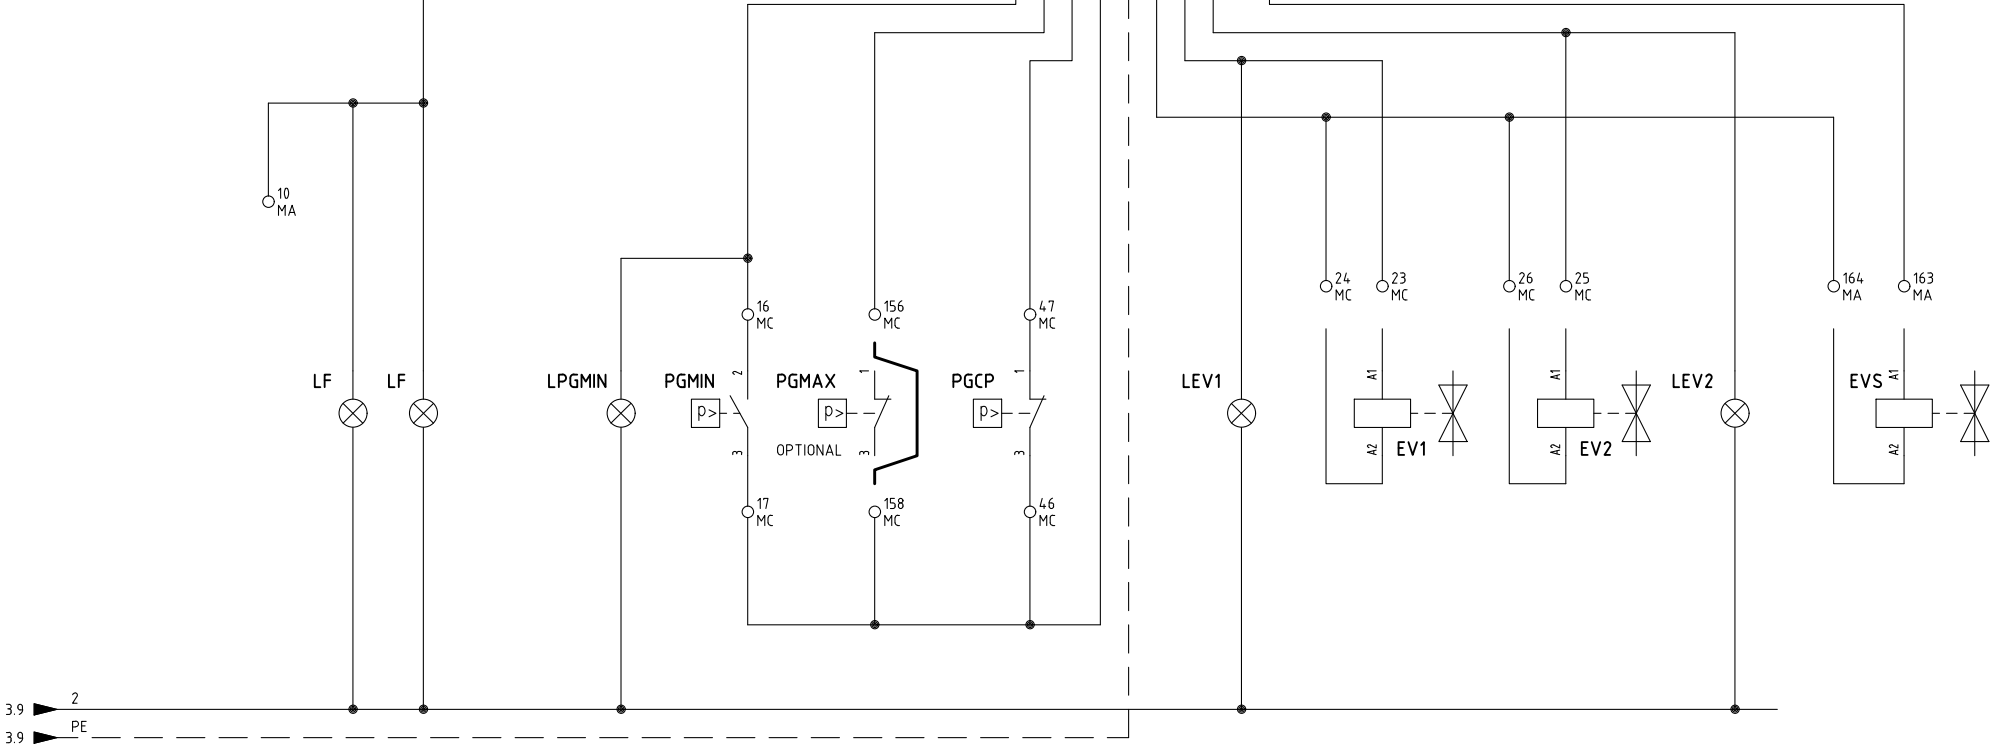 10
MA
24
MC
23
MC
26
MC
25
MC
164
MA
163
MA
16
MC
156
MC
47
MC
LF
LF
LPGMIN
PGMIN
2
P>
3
PGMAX
1
P>
OPTIONAL
3
PGCP
1
P>
3
LEV1
A1
A2
EV1
A1
A2
EV2
LEV2
EVS
A1
A2
17
MC
158
MC
46
MC
3.9
2
3.9
PE